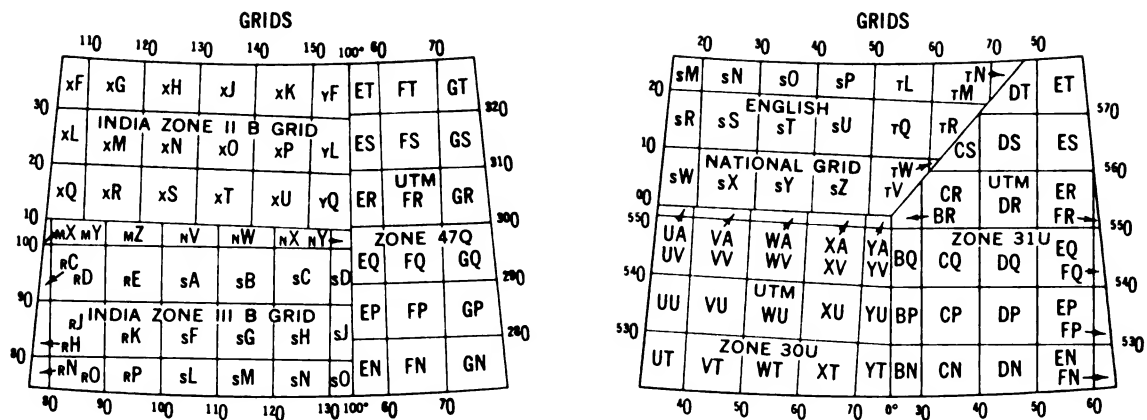 GRIDS
110 120 130 140 150 100° 60 70
xF xG xH xJ xK YF ET FT GT
30 320
INDIA ZONE II B GRID
xL xM xN xO xP YL ES FS GS
20 310
xQ xR xS xT xU YQ ER UTM FR GR
10 300
MX MY MZ NV NW NX NY ZONE 47Q
100
RC RD RE sA sB sC sD EQ FQ GQ
90 290
INDIA ZONE III B GRID
RJ RH RK sF sG sH sJ EP FP GP
80 280
RN RO RP sL sM sN sO EN FN GN
80 90 100 110 120 130 100° 60 70
GRIDS
20 30 40 50 60 70 50
sM sN sO sP TL TM TN DT ET
20 570
ENGLISH
sR sS sT sU TQ TR CS DS ES
10 560
NATIONAL GRID
sW sX sY sZ TV TW CR BR UTM DR ER FR
00
550 550
UA VA WA XA YA ZONE 31U
UV VV WV XV YV BQ CQ DQ EQ FQ
540 540
UU VU UTM WU XU YU BP CP DP EP FP
530 530
ZONE 30U
UT VT WT XT YT BN CN DN EN FN
40 50 60 70 0° 30 40 50 60